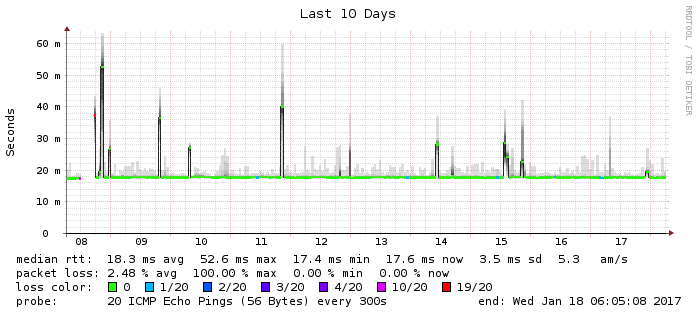 Last 10 Days
RRDTOOL / TOBI OETIKER
Seconds
60 m
50 m
40 m
30 m
20 m
10 m
0
08 09 10 11 12 13 14 15 16 17
median rtt: 18.3 ms avg 52.6 ms max 17.4 ms min 17.6 ms now 3.5 ms sd 5.3 am/s
packet loss: 2.48 % avg 100.00 % max 0.00 % min 0.00 % now
loss color: 0 1/20 2/20 3/20 4/20 10/20 19/20
probe: 20 ICMP Echo Pings (56 Bytes) every 300s end: Wed Jan 18 06:05:08 2017